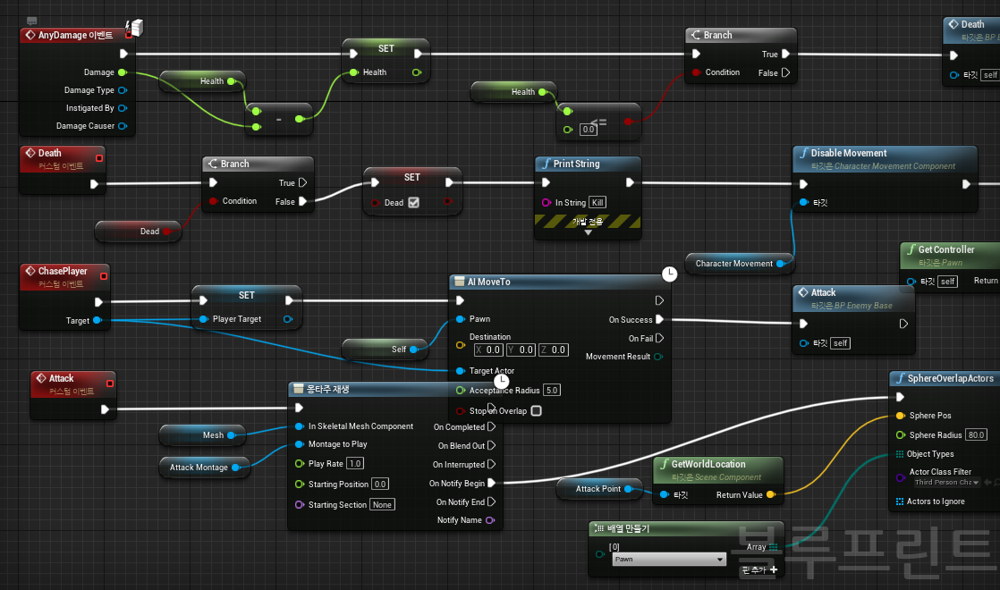 AnyDamage 이벤트
Damage
Damage Type
Instigated By
Damage Causer
Health
-
SET
Health
Health
<=
0.0
Branch
True
Condition
False
Death
타깃은 BP
타깃 self
Death
커스텀 이벤트
Dead
Branch
True
Condition
False
SET
Dead
Print String
In String Kill
개발 전용
Character Movement
Disable Movement
타깃은 Character Movement Component
타깃
GetController
타깃은 Pawn
타깃 self
Return
ChasePlayer
커스텀 이벤트
Target
SET
Player Target
Self
AI MoveTo
Pawn
On Success
Destination
X 0.0 Y 0.0 Z 0.0
On Fail
Movement Result
Target Actor
Acceptance Radius 5.0
Stop on Overlap
Attack
타깃은 BP Enemy Base
타깃 self
Attack
커스텀 이벤트
Mesh
Attack Montage
몽타주 재생
In Skeletal Mesh Component
On Completed
Montage to Play
On Blend Out
Play Rate 1.0
On Interrupted
Starting Position 0.0
On Notify Begin
Starting Section None
On Notify End
Notify Name
Attack Point
GetWorldLocation
타깃은 Scene Component
타깃
Return Value
배열 만들기
[0]
Pawn
Array
핀 추가 +
SphereOverlapActors
Sphere Pos
Sphere Radius 80.0
Object Types
Actor Class Filter
Third Person Cha
Actors to Ignore
블루프린트